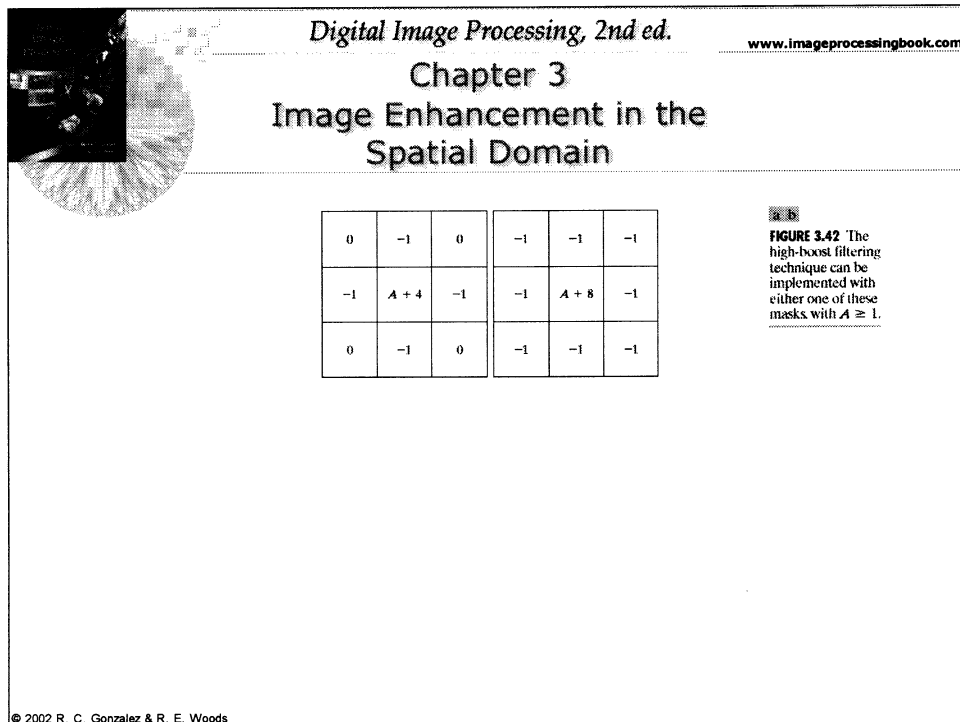 Digital Image Processing, 2nd ed.
www.imageprocessingbook.com
Chapter 3
Image Enhancement in the
Spatial Domain
0 −1 0 −1 −1 −1
−1 A + 4 −1 −1 A + 8 −1
0 −1 0 −1 −1 −1
a b
FIGURE 3.42 The
high-boost filtering
technique can be
implemented with
either one of these
masks, with A ≥ 1.
© 2002 R. C. Gonzalez & R. E. Woods